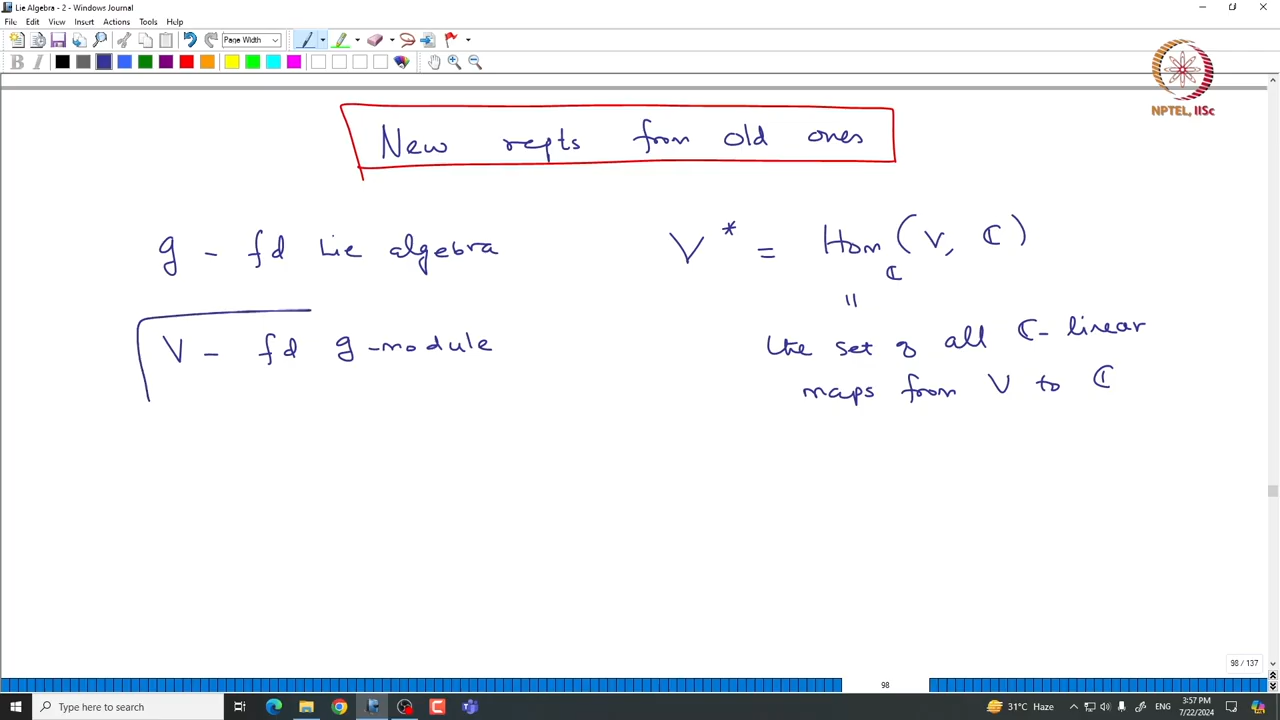 Lie Algebra - 2 - Windows Journal
File Edit View Insert Actions Tools Help
Page Width
B I
NPTEL, IISc
New repts from old ones
g - fd Lie algebra
V* = Hom_ℂ (V, ℂ)
V - fd g-module
the set of all ℂ-linear
maps from V to ℂ
98 / 137
98
Type here to search
31°C Haze
ENG
3:57 PM
7/22/2024